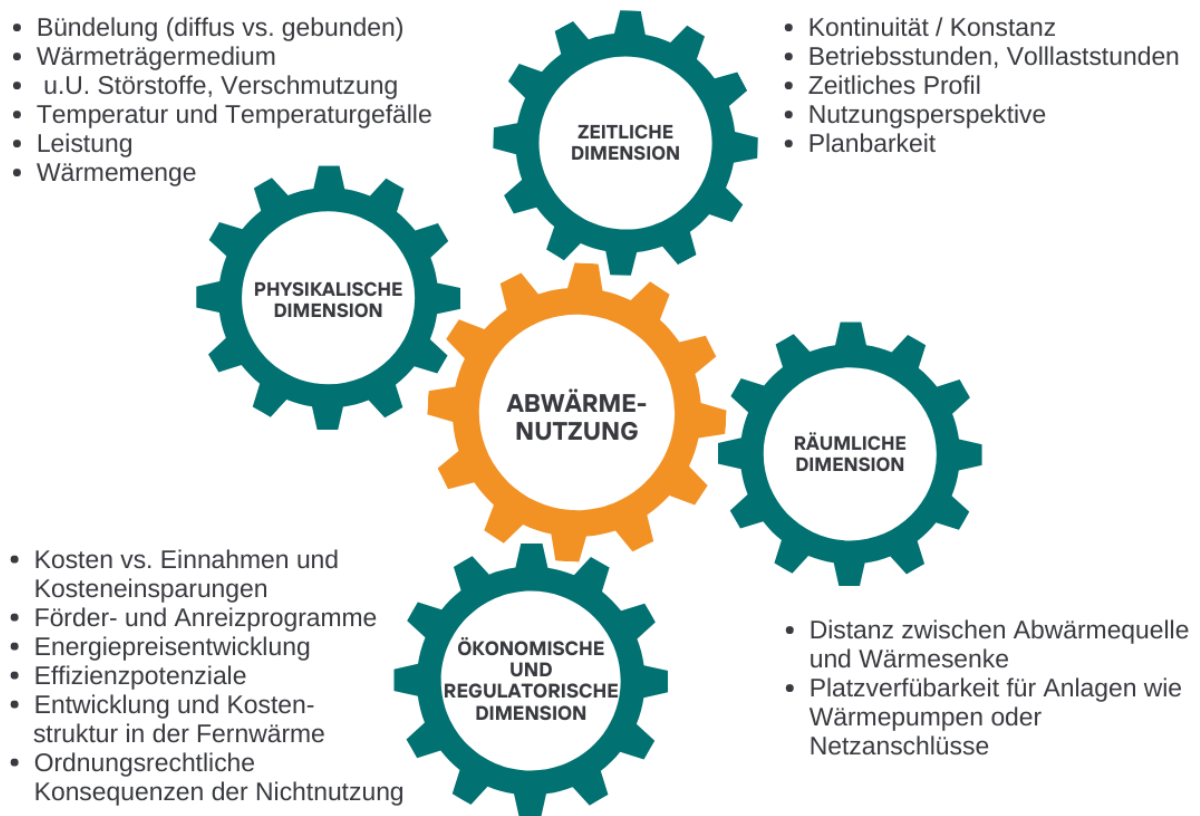 • Bündelung (diffus vs. gebunden)
• Wärmeträgermedium
• u.U. Störstoffe, Verschmutzung
• Temperatur und Temperaturgefälle
• Leistung
• Wärmemenge
• Kontinuität / Konstanz
• Betriebsstunden, Volllaststunden
• Zeitliches Profil
• Nutzungsperspektive
• Planbarkeit
ZEITLICHE
DIMENSION
PHYSIKALISCHE
DIMENSION
ABWÄRME-
NUTZUNG
RÄUMLICHE
DIMENSION
• Kosten vs. Einnahmen und
Kosteneinsparungen
• Förder- und Anreizprogramme
• Energiepreisentwicklung
• Effizienzpotenziale
• Entwicklung und Kosten-
struktur in der Fernwärme
• Ordnungsrechtliche
Konsequenzen der Nichtnutzung
ÖKONOMISCHE
UND
REGULATORISCHE
DIMENSION
• Distanz zwischen Abwärmequelle
und Wärmesenke
• Platzverfübarkeit für Anlagen wie
Wärmepumpen oder
Netzanschlüsse